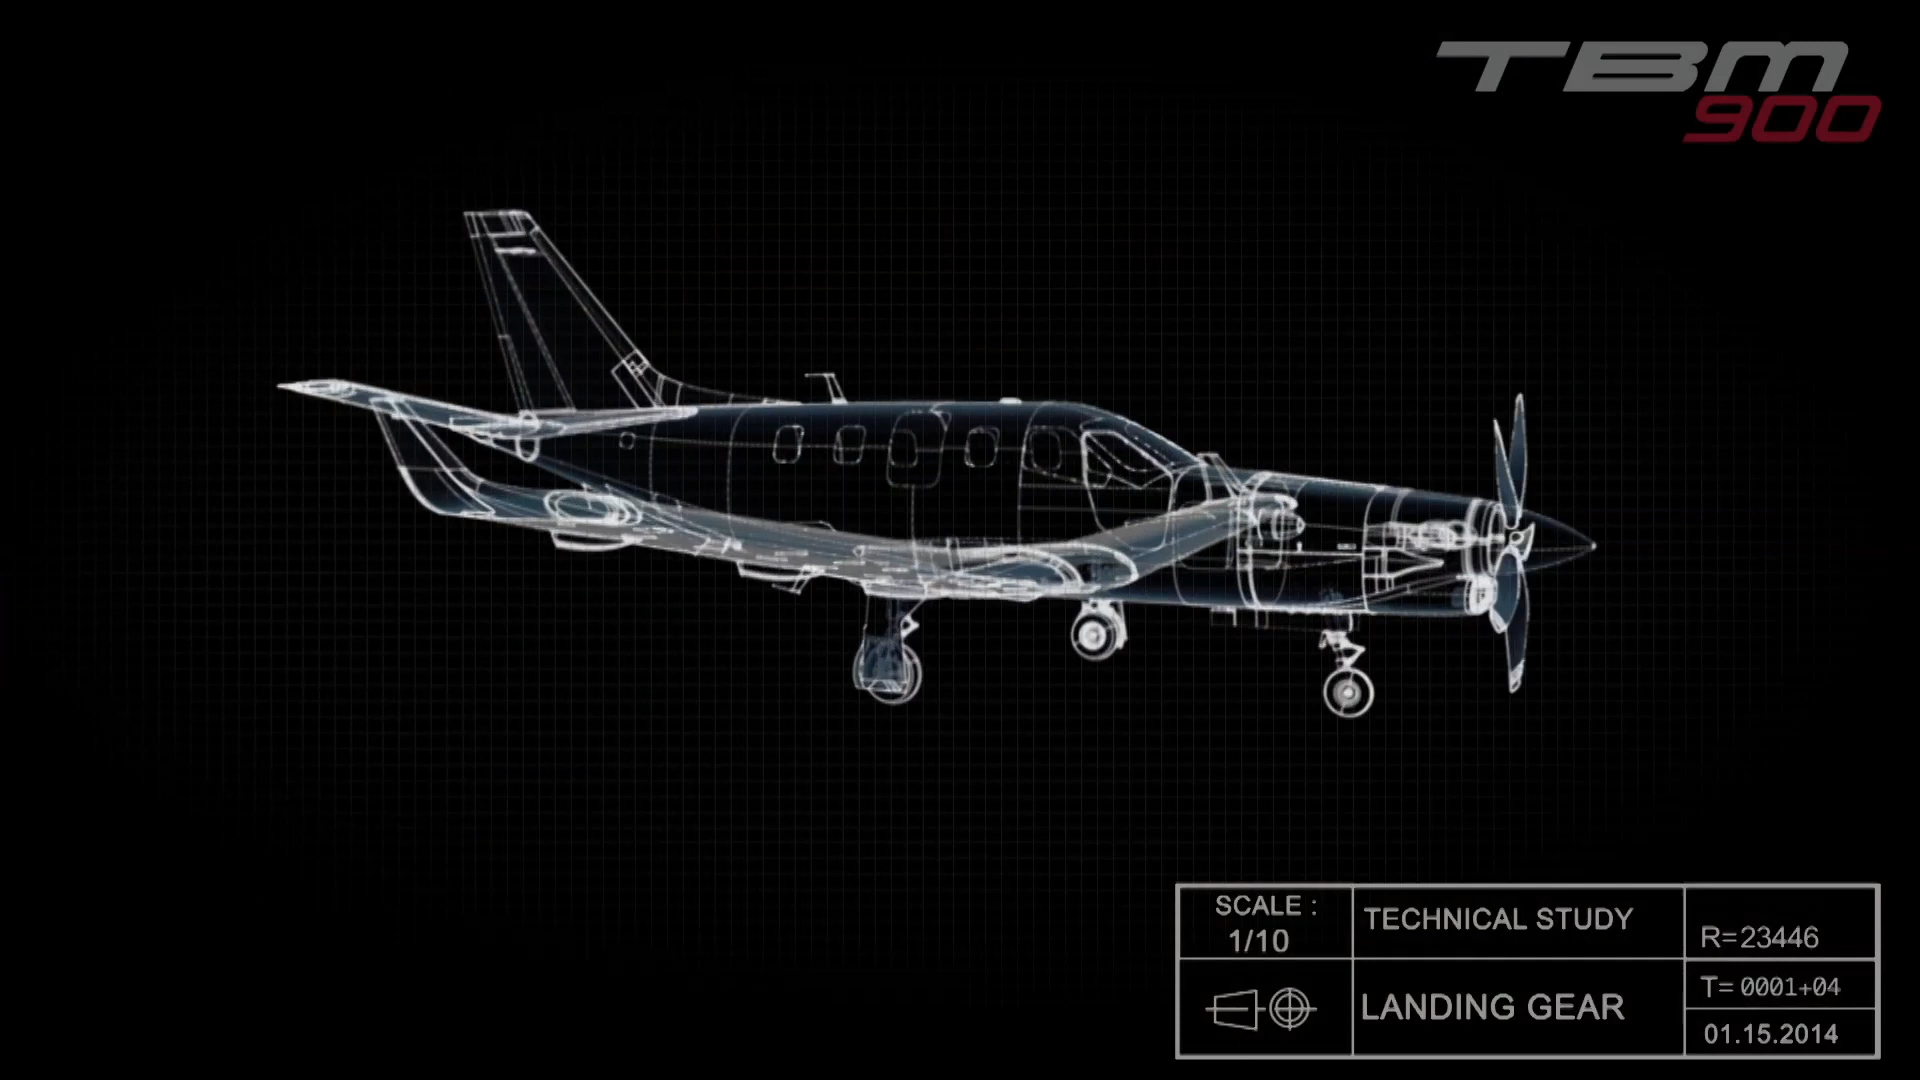 TBM
900
SCALE :
1/10
TECHNICAL STUDY
R=23446
LANDING GEAR
T= 0001+04
01.15.2014